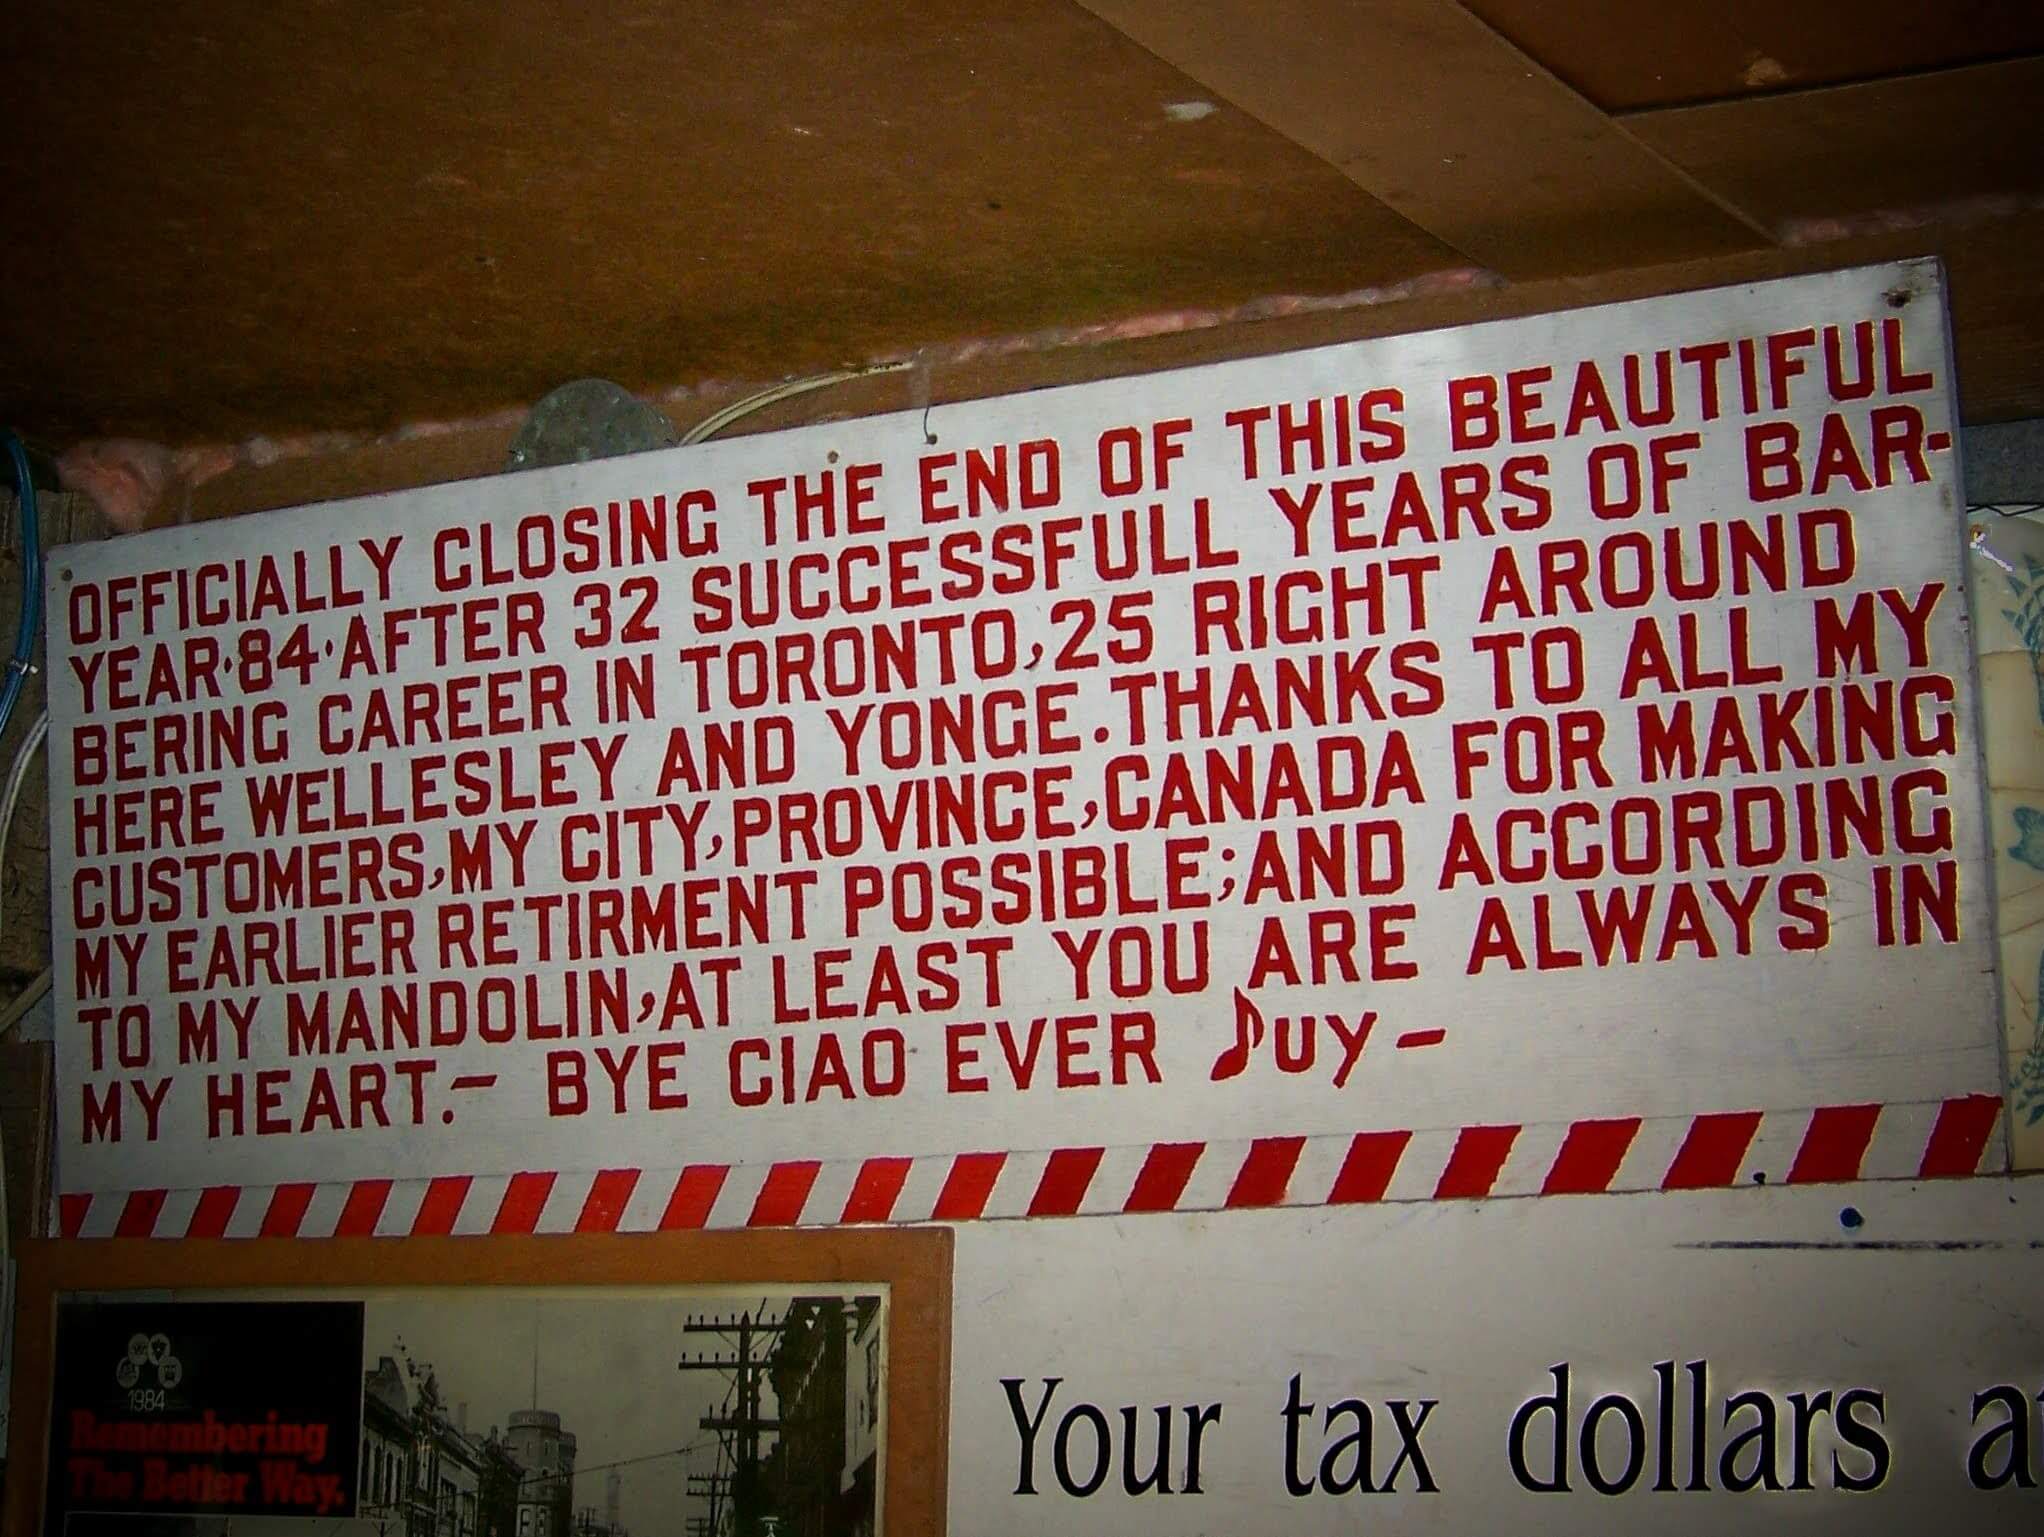 OFFICIALLY CLOSING THE END OF THIS BEAUTIFUL
YEAR·84·AFTER 32 SUCCESSFULL YEARS OF BAR-
BERING CAREER IN TORONTO,25 RIGHT AROUND
HERE WELLESLEY AND YONGE.THANKS TO ALL MY
CUSTOMERS,MY CITY,PROVINCE,CANADA FOR MAKING
MY EARLIER RETIRMENT POSSIBLE;AND ACCORDING
TO MY MANDOLIN,AT LEAST YOU ARE ALWAYS IN
MY HEART.- BYE CIAO EVER ♪uy-
1984
Remembering
The Better Way.
Your tax dollars a